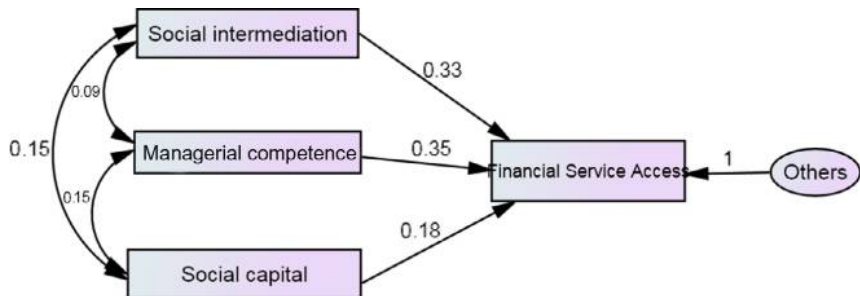 Social intermediation
0.33
0.09
0.15
Managerial competence
0.35
Financial Service Access
1
Others
0.15
0.18
Social capital